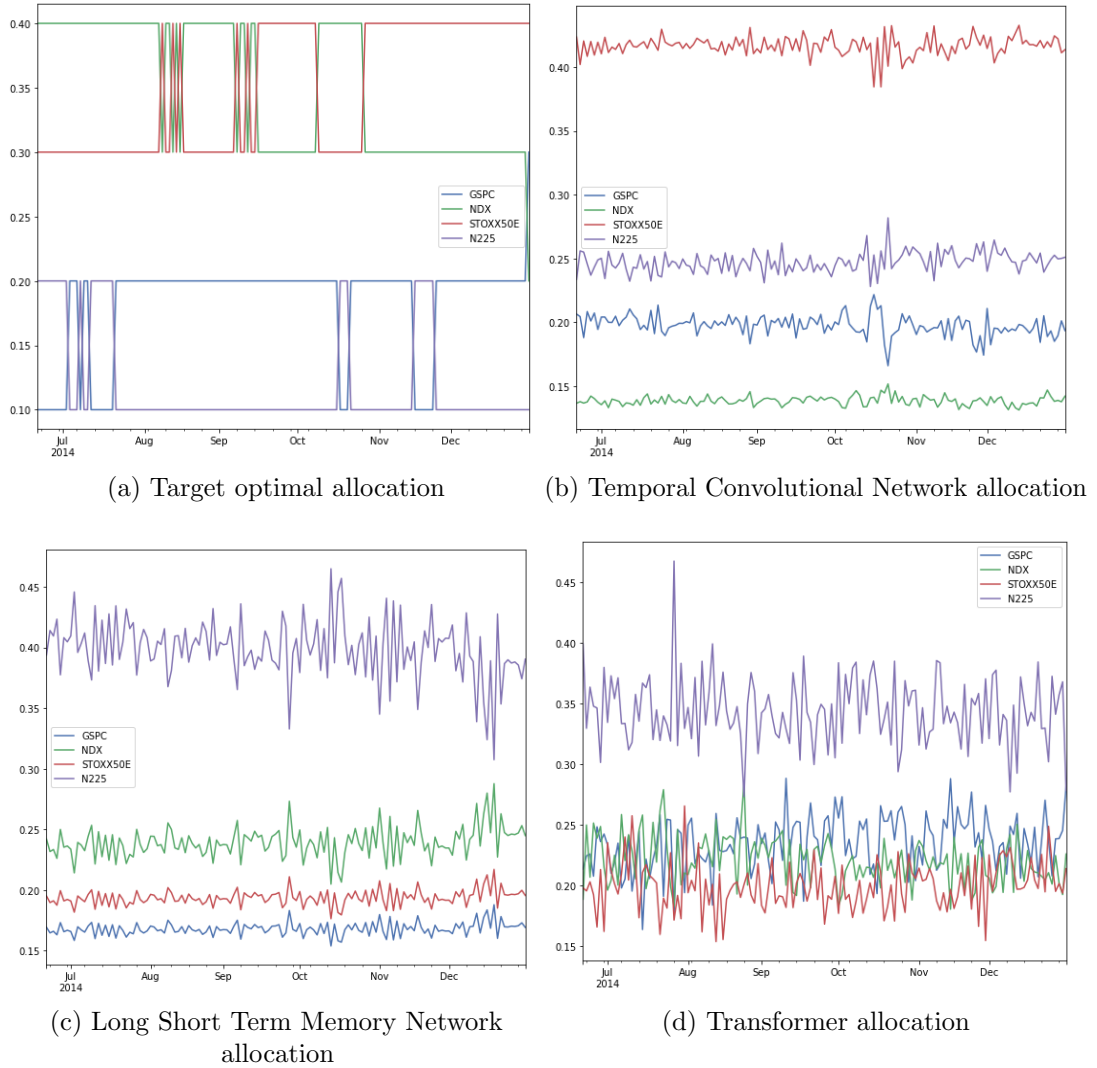 0.40
0.35
0.30
0.25
0.20
0.15
0.10
GSPC
NDX
STOXX50E
N225
Jul
2014
Aug
Sep
Oct
Nov
Dec
(a) Target optimal allocation
0.40
0.35
0.30
0.25
0.20
0.15
GSPC
NDX
STOXX50E
N225
Jul
2014
Aug
Sep
Oct
Nov
Dec
(b) Temporal Convolutional Network allocation
0.45
0.40
0.35
0.30
0.25
0.20
0.15
GSPC
NDX
STOXX50E
N225
Jul
2014
Aug
Sep
Oct
Nov
Dec
(c) Long Short Term Memory Network
allocation
0.45
0.40
0.35
0.30
0.25
0.20
0.15
GSPC
NDX
STOXX50E
N225
Jul
2014
Aug
Sep
Oct
Nov
Dec
(d) Transformer allocation